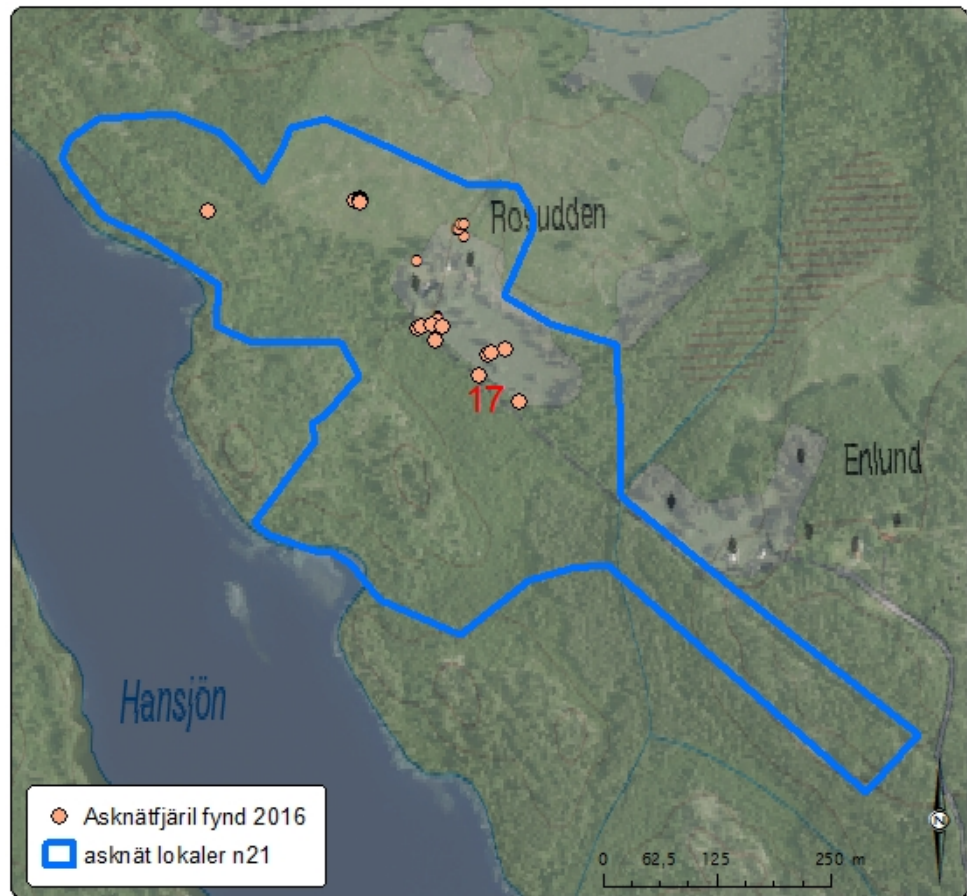 Rosudden
17
Enlund
Hansjön
Asknätfjäril fynd 2016
asknät lokaler n21
0 62,5 125 250 m
N